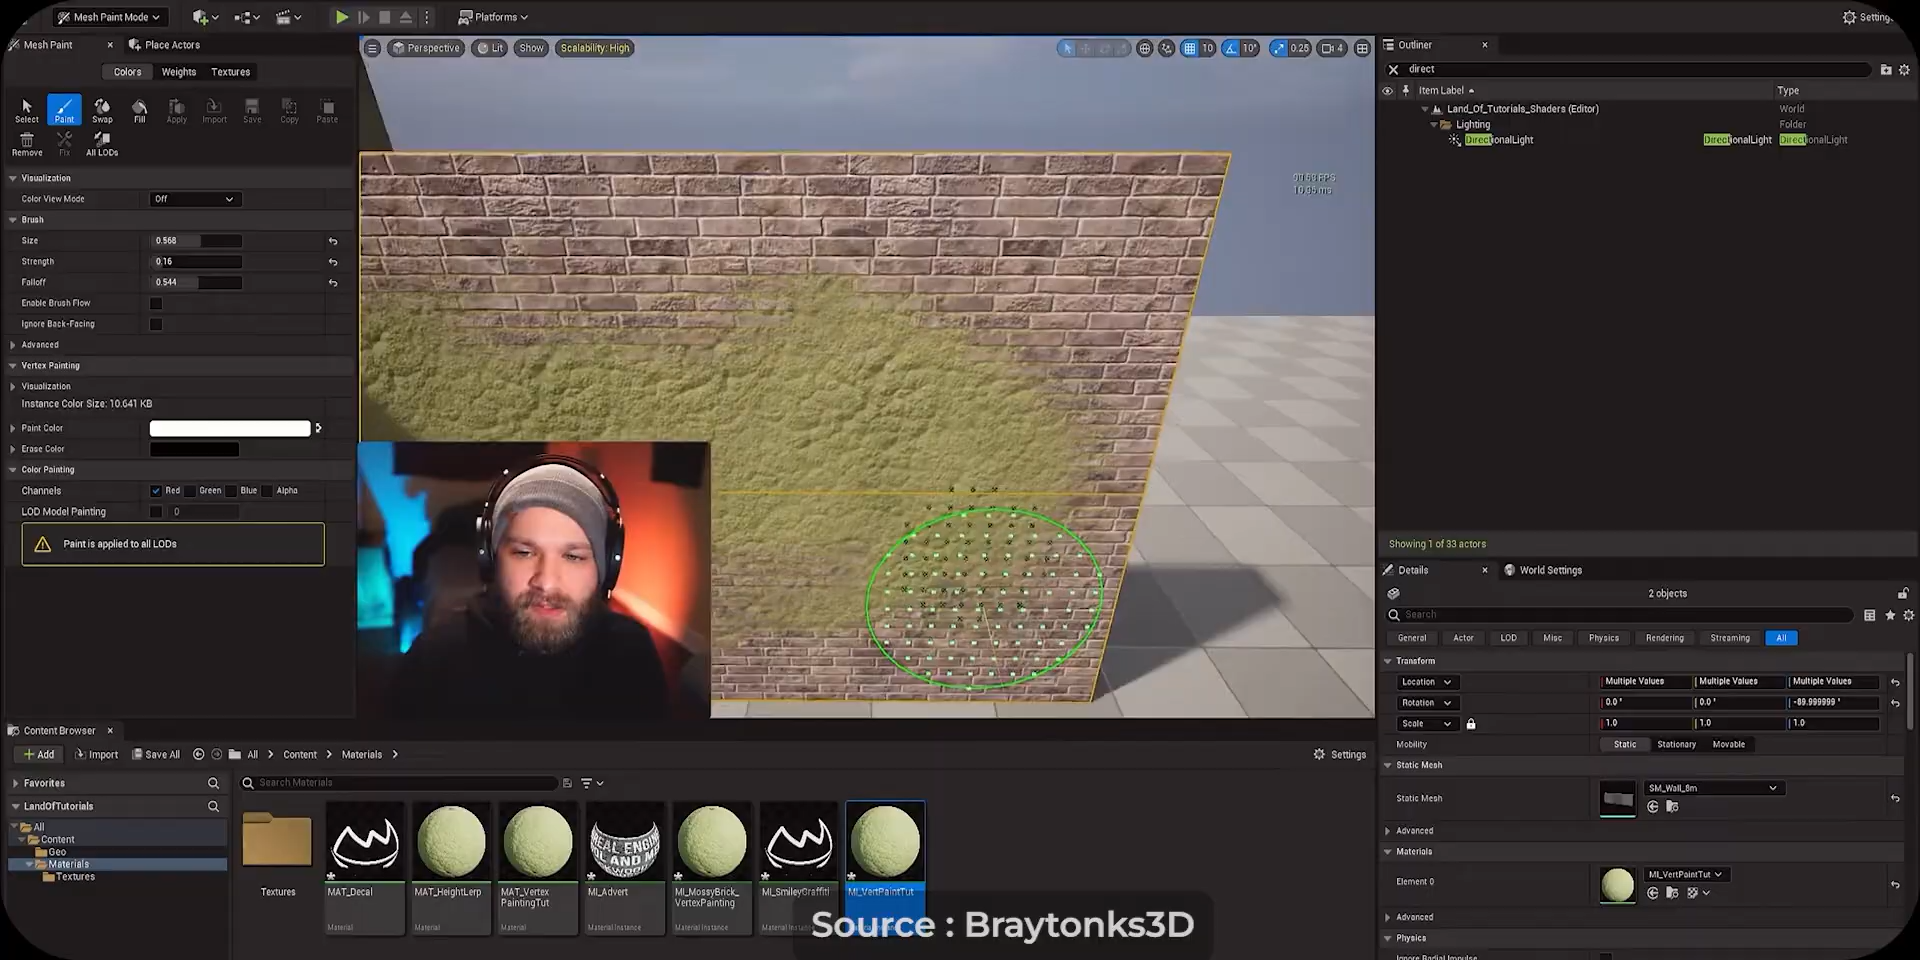 Mesh Paint Mode
Platforms
Settings
Mesh Paint
Place Actors
Colors Weights Textures
Select Paint Swap Fill Apply Import Save Copy Paste
Remove Fix All LODs
Visualization
Color View Mode Off
Brush
Size 0.568
Strength 0.16
Falloff 0.544
Enable Brush Flow
Ignore Back-Facing
Advanced
Vertex Painting
Visualization
Instance Color Size: 10.641 KB
Paint Color
Erase Color
Color Painting
Channels Red Green Blue Alpha
LOD Model Painting 0
Paint is applied to all LODs
Perspective Lit Show Scalability: High
10 10° 0.25 4
FPS
ms
Outliner
direct
Item Label Type
Land_Of_Tutorials_Shaders (Editor) World
Lighting Folder
DirectionalLight DirectionalLight DirectionalLight
Showing 1 of 33 actors
Details World Settings
2 objects
Search
General Actor LOD Misc Physics Rendering Streaming All
Transform
Location Multiple Values Multiple Values Multiple Values
Rotation 0.0° 0.0° -89.999999°
Scale 1.0 1.0 1.0
Mobility Static Stationary Movable
Static Mesh
Static Mesh SM_Wall_8m
Advanced
Materials
Element 0 MI_VertPaintTut
Advanced
Physics
Ignore Radial Impulse
Content Browser
Add Import Save All All Content Materials
Settings
Favorites
LandOfTutorials
All
Content
Geo
Materials
Textures
Search Materials
Textures
MAT_Decal
Material
MAT_HeightLerp
Material
MAT_Vertex
PaintingTut
Material
MI_Advert
Material Instance
MI_MossyBrick_
VertexPainting
Material Instance
MI_SmileyGraffiti
Material Instance
MI_VertPaintTut
Source : Braytonks3D